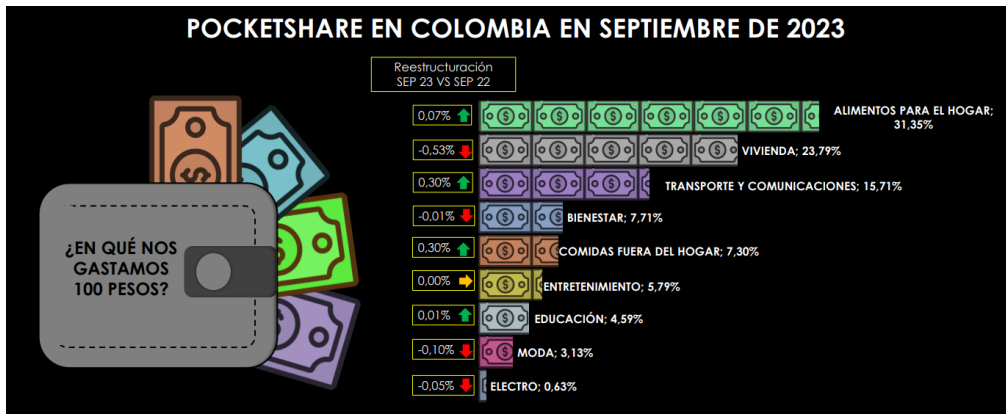 POCKETSHARE EN COLOMBIA EN SEPTIEMBRE DE 2023
Reestructuración
SEP 23 VS SEP 22
¿EN QUÉ NOS
GASTAMOS
100 PESOS?
0,07%
ALIMENTOS PARA EL HOGAR;
31,35%
-0,53%
VIVIENDA; 23,79%
0,30%
TRANSPORTE Y COMUNICACIONES; 15,71%
-0,01%
BIENESTAR; 7,71%
0,30%
COMIDAS FUERA DEL HOGAR; 7,30%
0,00%
ENTRETENIMIENTO; 5,79%
0,01%
EDUCACIÓN; 4,59%
-0,10%
MODA; 3,13%
-0,05%
ELECTRO; 0,63%